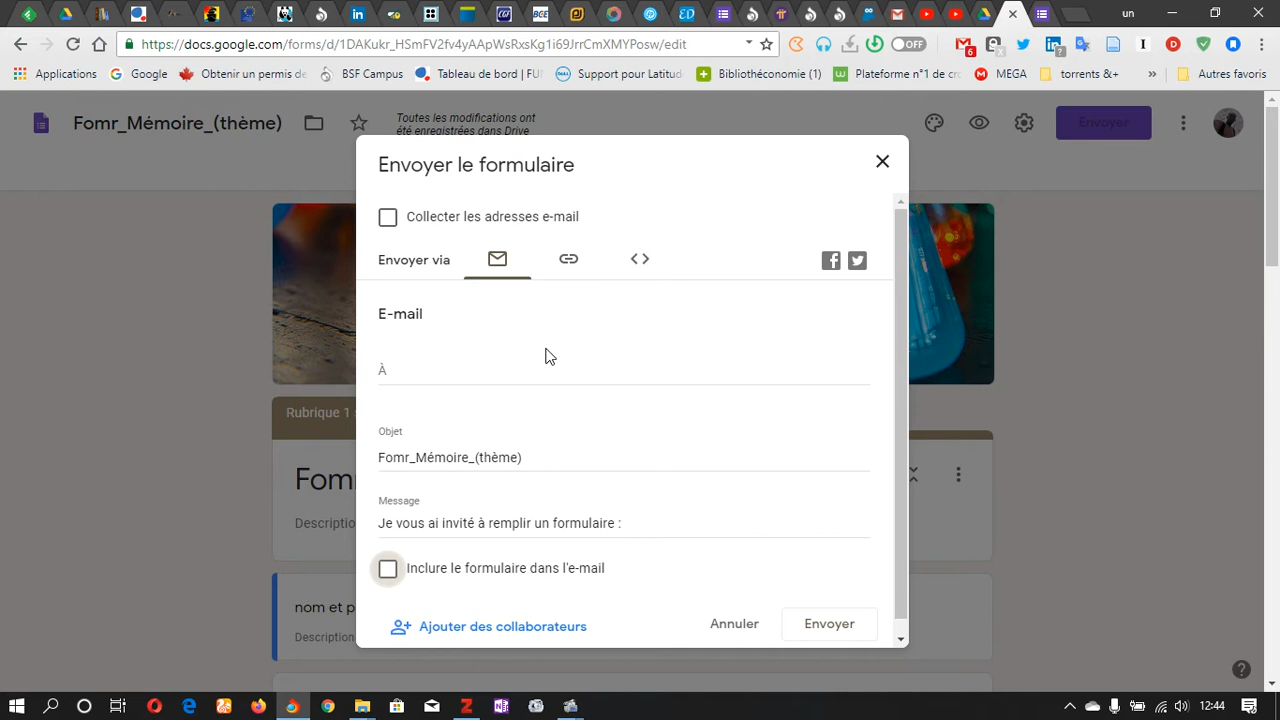 un
https://docs.google.com/forms/d/1DAKukr_HSmFV2fv4yAApWsRxsKg1i69JrrCmXMYPosw/edit
OFF
6
Applications
Google
Obtenir un permis de
BSF Campus
Tableau de bord | FU
Support pour Latitud
Bibliothéconomie (1)
Plateforme n°1 de cr
MEGA
torrents &+
Autres favoris
Fomr_Mémoire_(thème)
Toutes les modifications ont
été enregistrées dans Drive
Envoyer
Envoyer le formulaire
Collecter les adresses e-mail
Envoyer via
E-mail
À
Rubrique 1
Objet
Fomr_Mémoire_(thème)
Fom
Message
Descriptio
Je vous ai invité à remplir un formulaire :
Inclure le formulaire dans l'e-mail
nom et p
Description
Ajouter des collaborateurs
Annuler
Envoyer
12:44